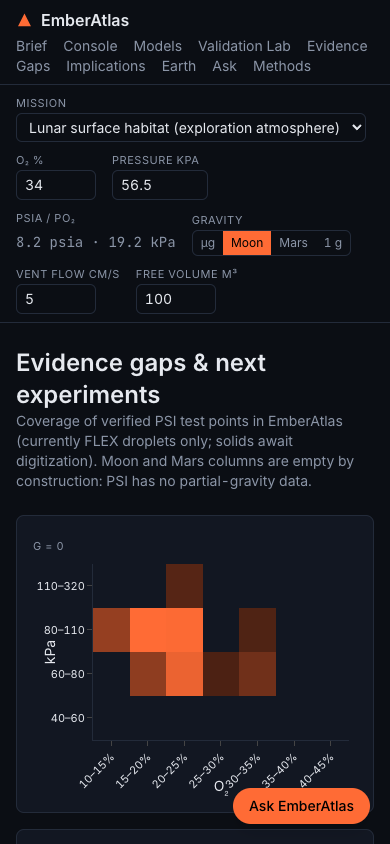 EmberAtlas
Brief Console Models Validation Lab Evidence
Gaps Implications Earth Ask Methods
MISSION
Lunar surface habitat (exploration atmosphere)
O₂ % PRESSURE KPA
34 56.5
PSIA / PO₂ GRAVITY
8.2 psia · 19.2 kPa µg Moon Mars 1 g
VENT FLOW CM/S FREE VOLUME M³
5 100
Evidence gaps & next
experiments
Coverage of verified PSI test points in EmberAtlas
(currently FLEX droplets only; solids await
digitization). Moon and Mars columns are empty by
construction: PSI has no partial-gravity data.
G = 0
110–320
80–110
kPa
60–80
40–60
10–15% 15–20% 20–25% 25–30% 30–35% 35–40% 40–45%
O₂
Ask EmberAtlas